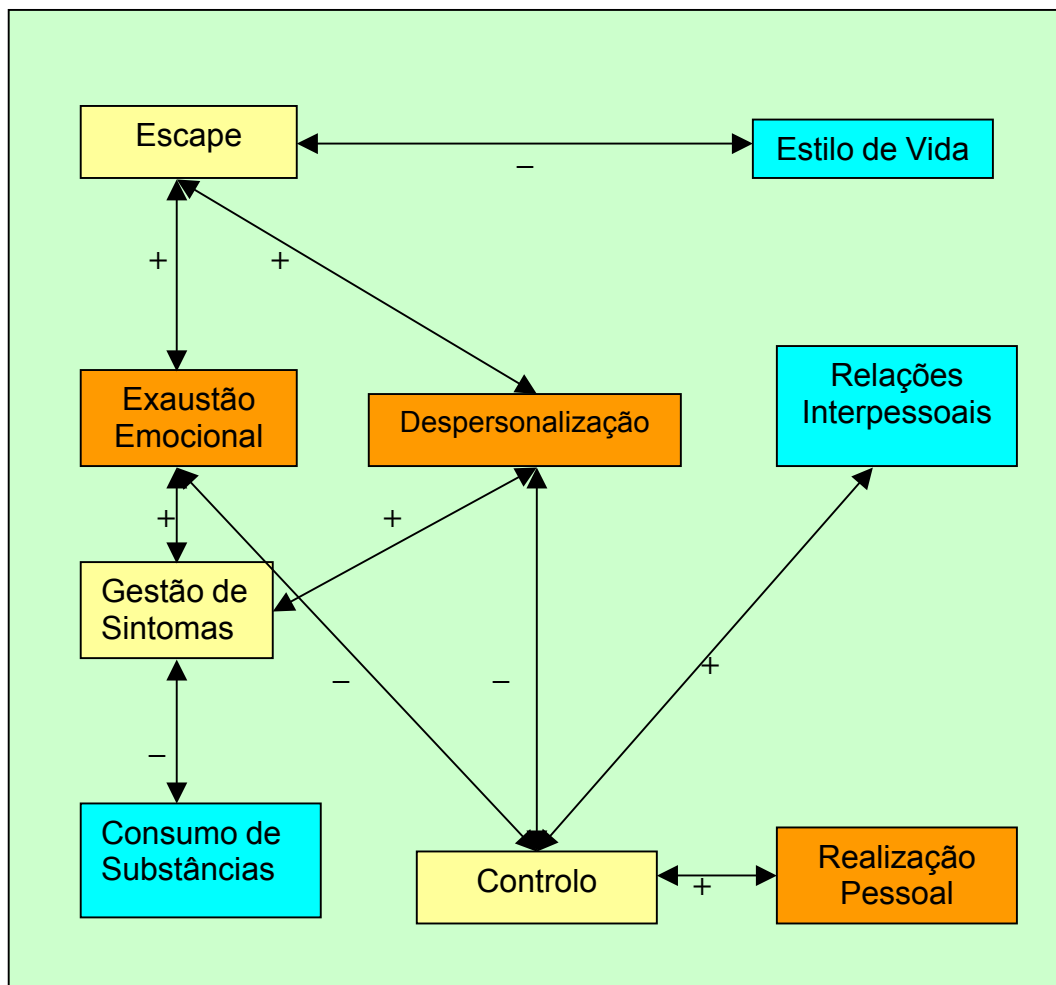 Escape
Estilo de Vida
−
+
+
Exaustão
Emocional
Despersonalização
Relações
Interpessoais
+
+
Gestão de
Sintomas
−
−
+
−
Consumo de
Substâncias
Controlo
+
Realização
Pessoal